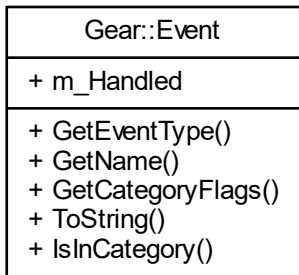 Gear::Event
+ m_Handled
+ GetEventType()
+ GetName()
+ GetCategoryFlags()
+ ToString()
+ IsInCategory()